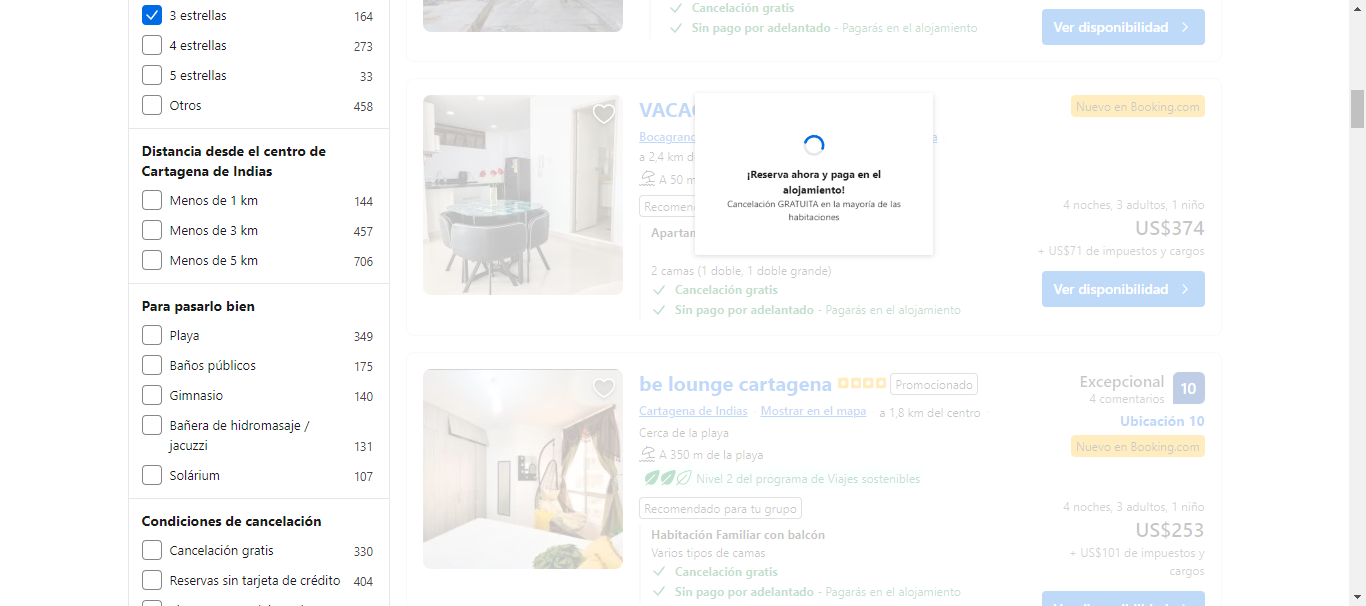 3 estrellas 164
4 estrellas 273
5 estrellas 33
Otros 458
Distancia desde el centro de
Cartagena de Indias
Menos de 1 km 144
Menos de 3 km 457
Menos de 5 km 706
Para pasarlo bien
Playa 349
Baños públicos 175
Gimnasio 140
Bañera de hidromasaje /
jacuzzi 131
Solárium 107
Condiciones de cancelación
Cancelación gratis 330
Reservas sin tarjeta de crédito 404
Cancelación gratis
Sin pago por adelantado - Pagarás en el alojamiento
Ver disponibilidad
Nuevo en Booking.com
a 2,4 km
A 50 m
¡Reserva ahora y paga en el
alojamiento!
Cancelación GRATUITA en la mayoría de las
habitaciones
2 camas (1 doble, 1 doble grande)
Cancelación gratis
Sin pago por adelantado - Pagarás en el alojamiento
4 noches, 3 adultos, 1 niño
US$374
+ US$71 de impuestos y cargos
Ver disponibilidad
be lounge cartagena Promocionado
Cartagena de Indias Mostrar en el mapa a 1,8 km del centro
Cerca de la playa
A 350 m de la playa
Nivel 2 del programa de Viajes sostenibles
Recomendado para tu grupo
Habitación Familiar con balcón
Varios tipos de camas
Cancelación gratis
Sin pago por adelantado - Pagarás en el alojamiento
Excepcional 10
4 comentarios
Ubicación 10
Nuevo en Booking.com
4 noches, 3 adultos, 1 niño
US$253
+ US$101 de impuestos y
cargos